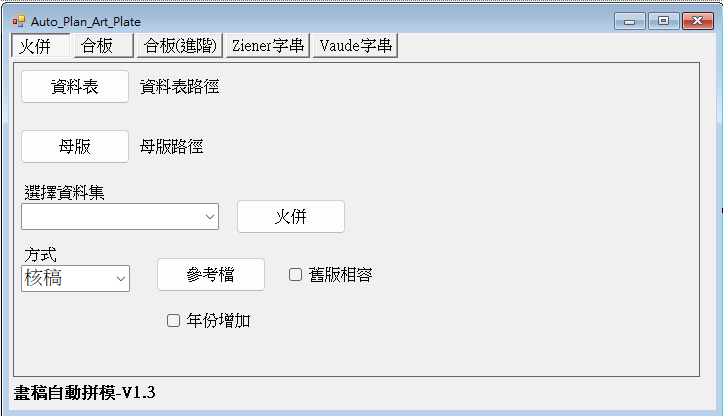 Auto_Plan_Art_Plate
火併 合板 合板(進階) Ziener字串 Vaude字串
資料表 資料表路徑
母版 母版路徑
選擇資料集
火併
方式
核稿 參考檔 舊版相容
年份增加
畫稿自動拼模-V1.3